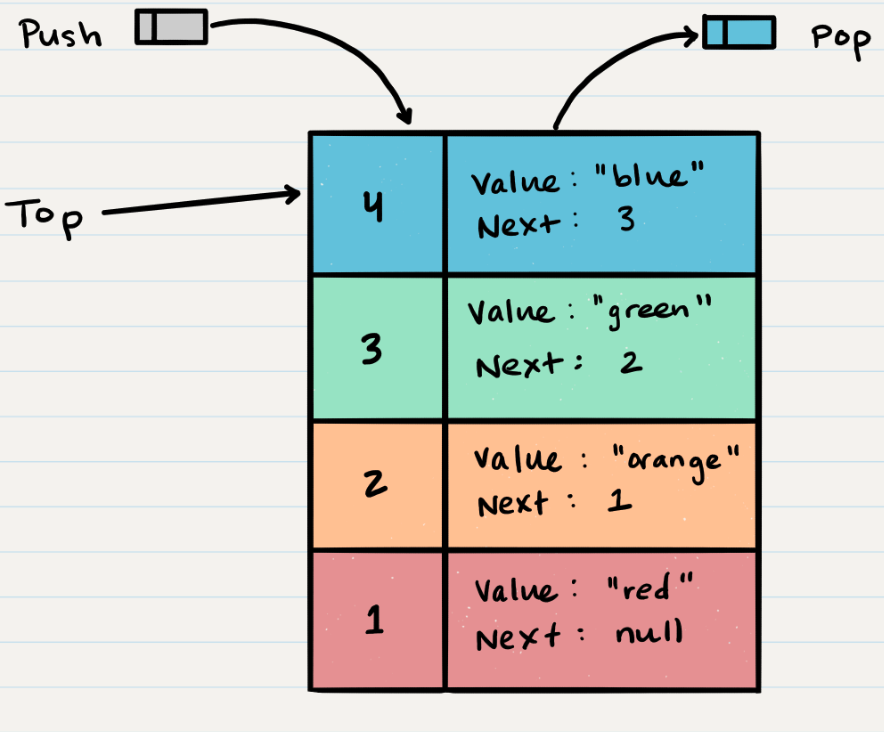 Push
Pop
Top
4
Value : "blue"
Next : 3
3
Value : "green"
Next : 2
2
Value : "orange"
Next : 1
1
Value : "red"
Next : null